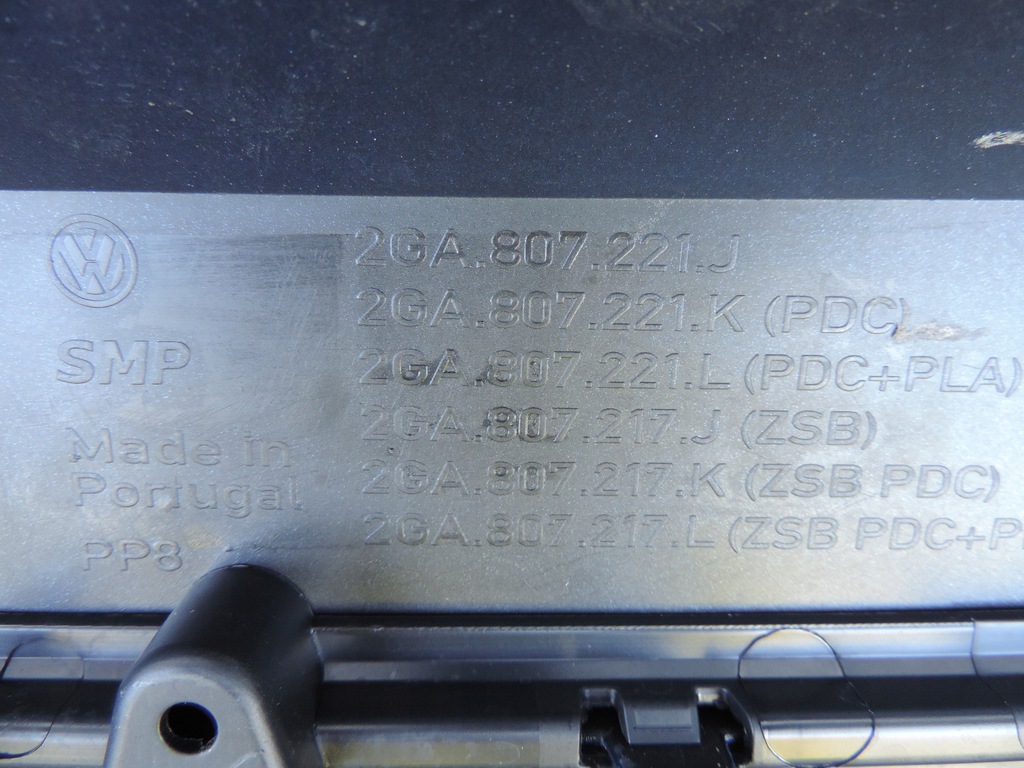 2GA.807.221.J
2GA.807.221.K (PDC)
SMP
2GA.807.221.L (PDC+PLA)
2GA.807.217.J (ZSB)
Made in
Portugal
2GA.807.217.K (ZSB PDC)
2GA.807.217.L (ZSB PDC+P
PP8